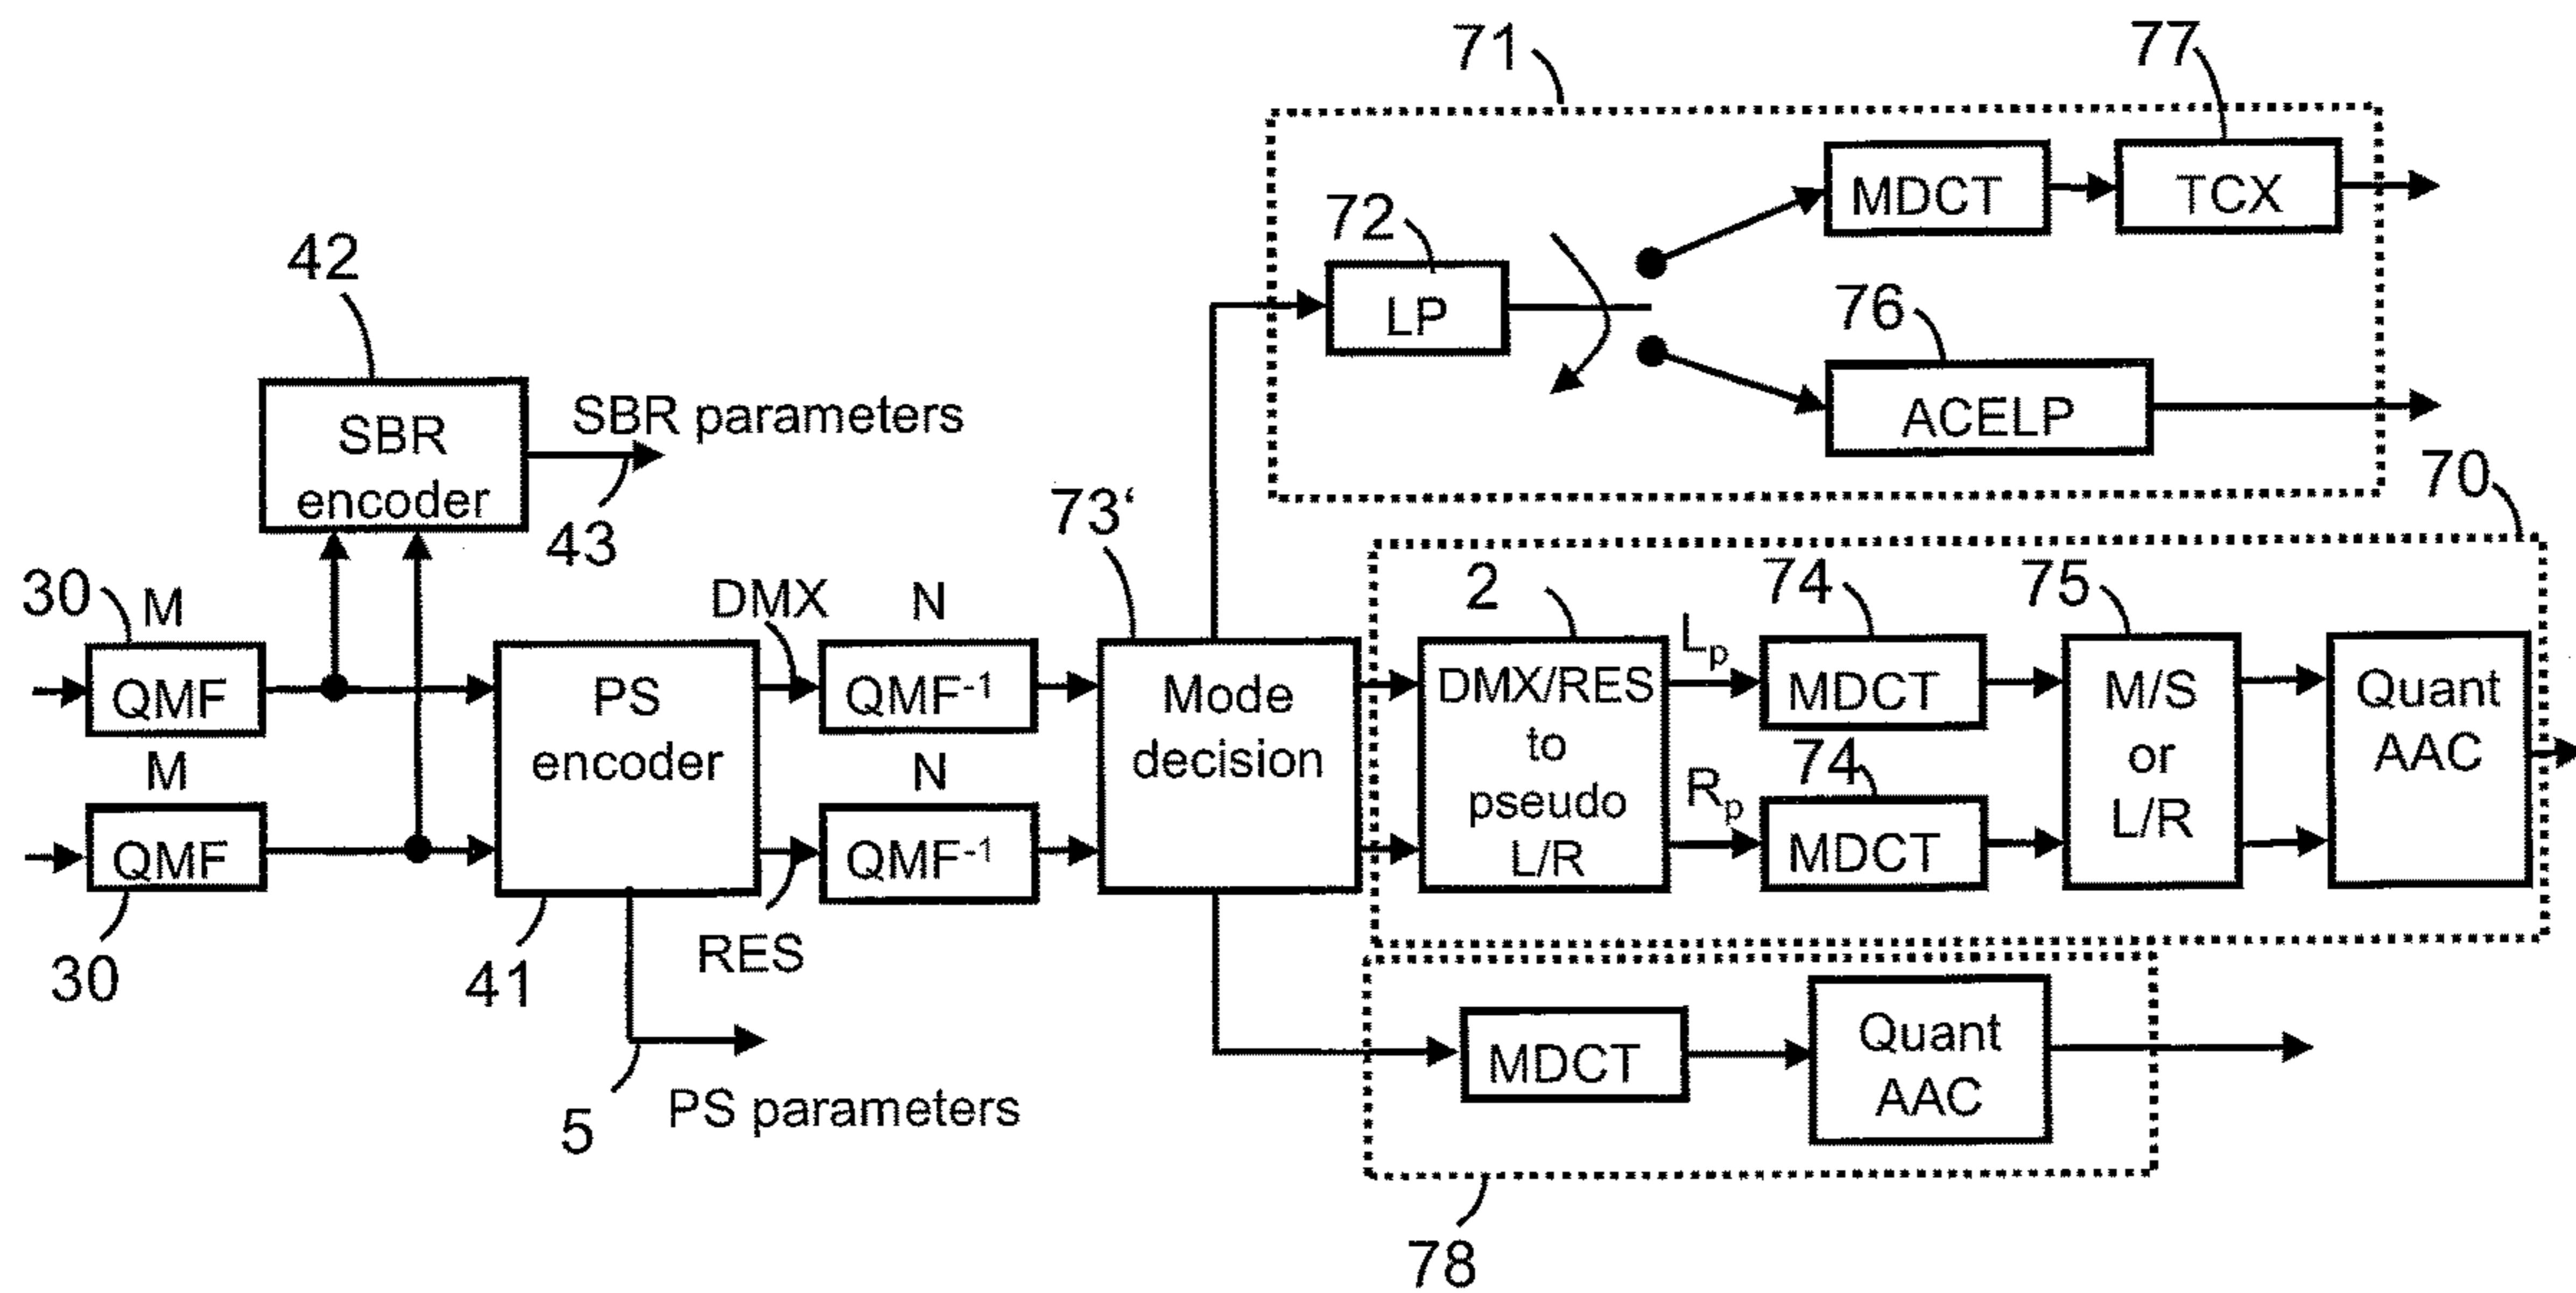 71
77
MDCT
TCX
72
LP
76
ACELP
42
SBR
encoder
SBR parameters
43
70
73‘
30
M
QMF
M
QMF
30
PS
encoder
41
DMX
RES
N
QMF-1
N
QMF-1
5
PS parameters
Mode
decision
2
DMX/RES
to
pseudo
L/R
Lp
Rp
74
MDCT
74
MDCT
75
M/S
or
L/R
Quant
AAC
MDCT
Quant
AAC
78